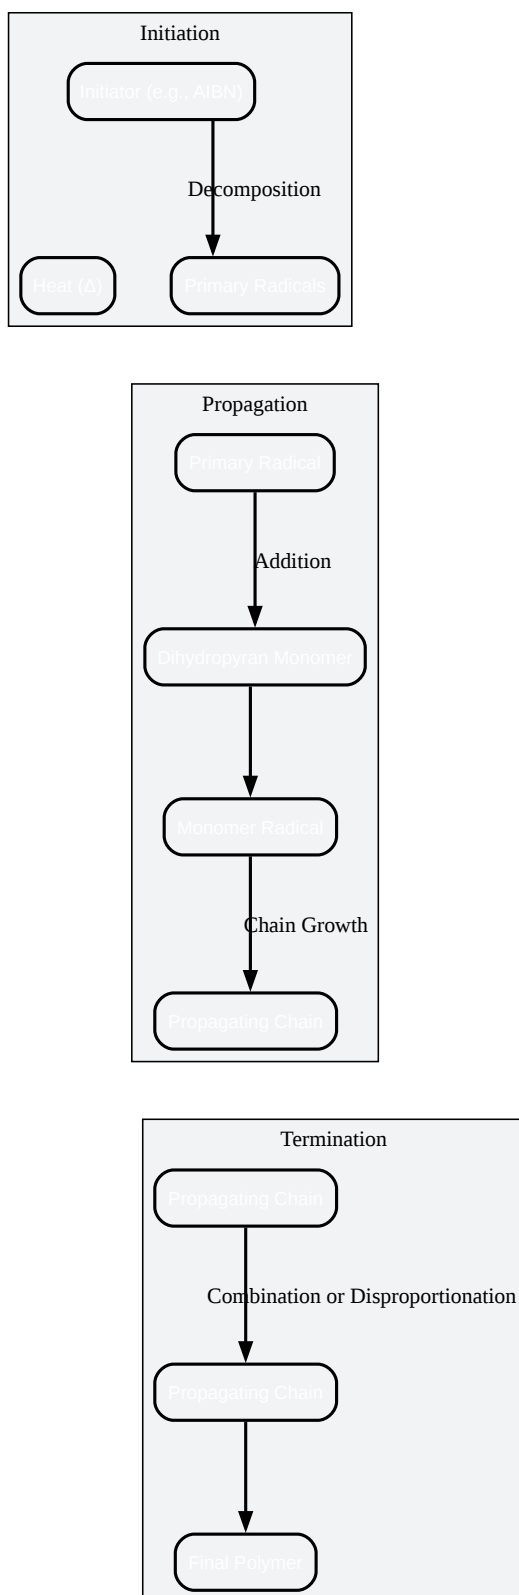 Initiation
Initiator (e.g., AIBN)
Decomposition
Heat (Δ)
Primary Radicals
Propagation
Primary Radical
Addition
Dihydropyran Monomer
Monomer Radical
Chain Growth
Propagating Chain
Termination
Propagating Chain
Combination or Disproportionation
Propagating Chain
Final Polymer